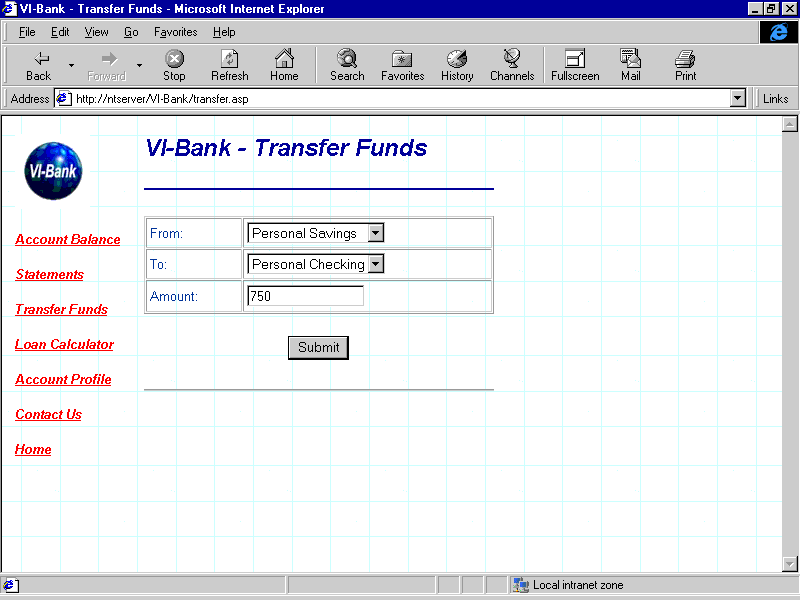 VI-Bank - Transfer Funds - Microsoft Internet Explorer
File Edit View Go Favorites Help
Back Forward Stop Refresh Home Search Favorites History Channels Fullscreen Mail Print
Address http://ntserver/VI-Bank/transfer.asp Links
VI-Bank
VI-Bank - Transfer Funds
Account Balance
Statements
Transfer Funds
Loan Calculator
Account Profile
Contact Us
Home
From: Personal Savings
To: Personal Checking
Amount: 750
Submit
Local intranet zone